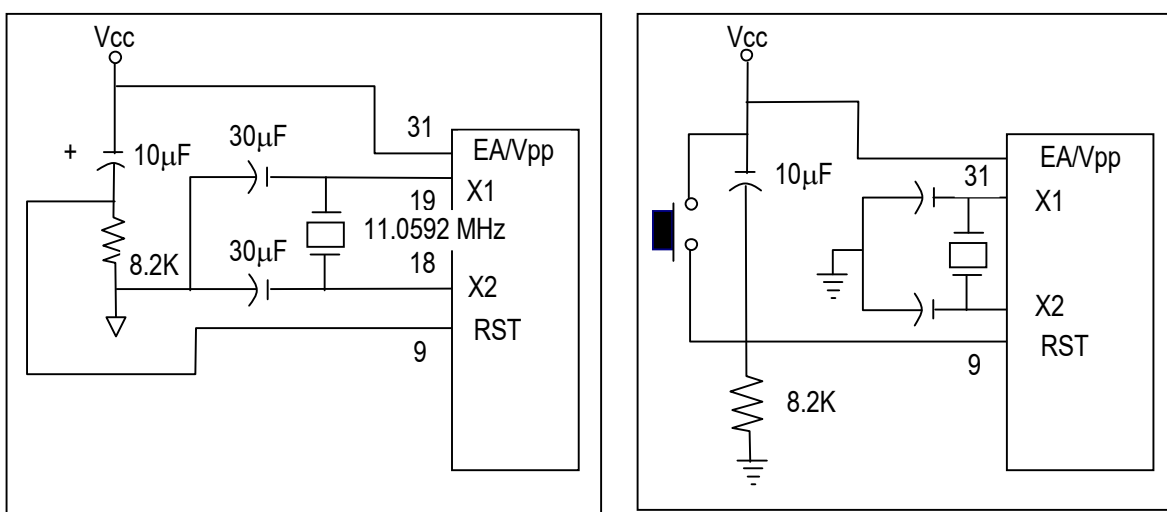 Vcc
31
30μF
+
10μF
EA/Vpp
X1
19
11.0592 MHz
30μF
18
8.2K
X2
RST
9
Vcc
EA/Vpp
10μF
31
X1
X2
RST
9
8.2K